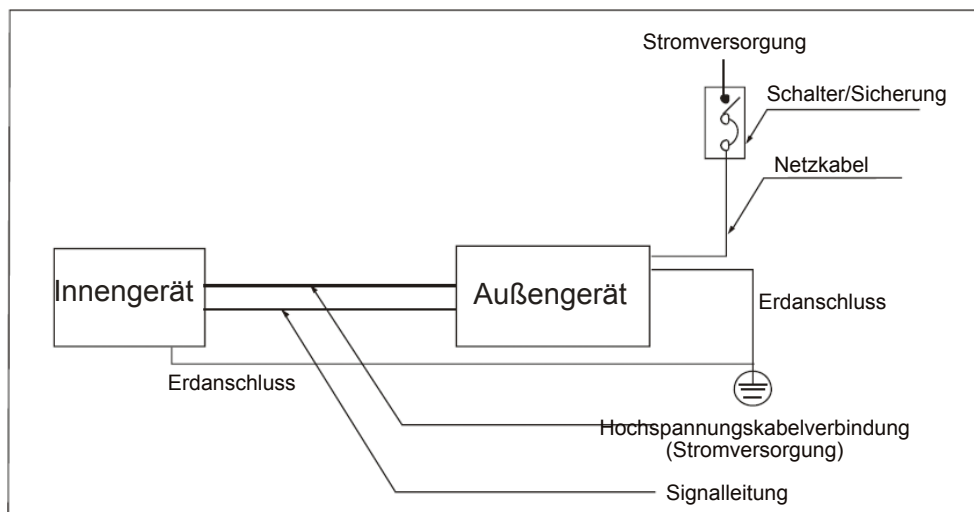 Stromversorgung
Schalter/Sicherung
Netzkabel
Innengerät
Außengerät
Erdanschluss
Erdanschluss
Hochspannungskabelverbindung
(Stromversorgung)
Signalleitung